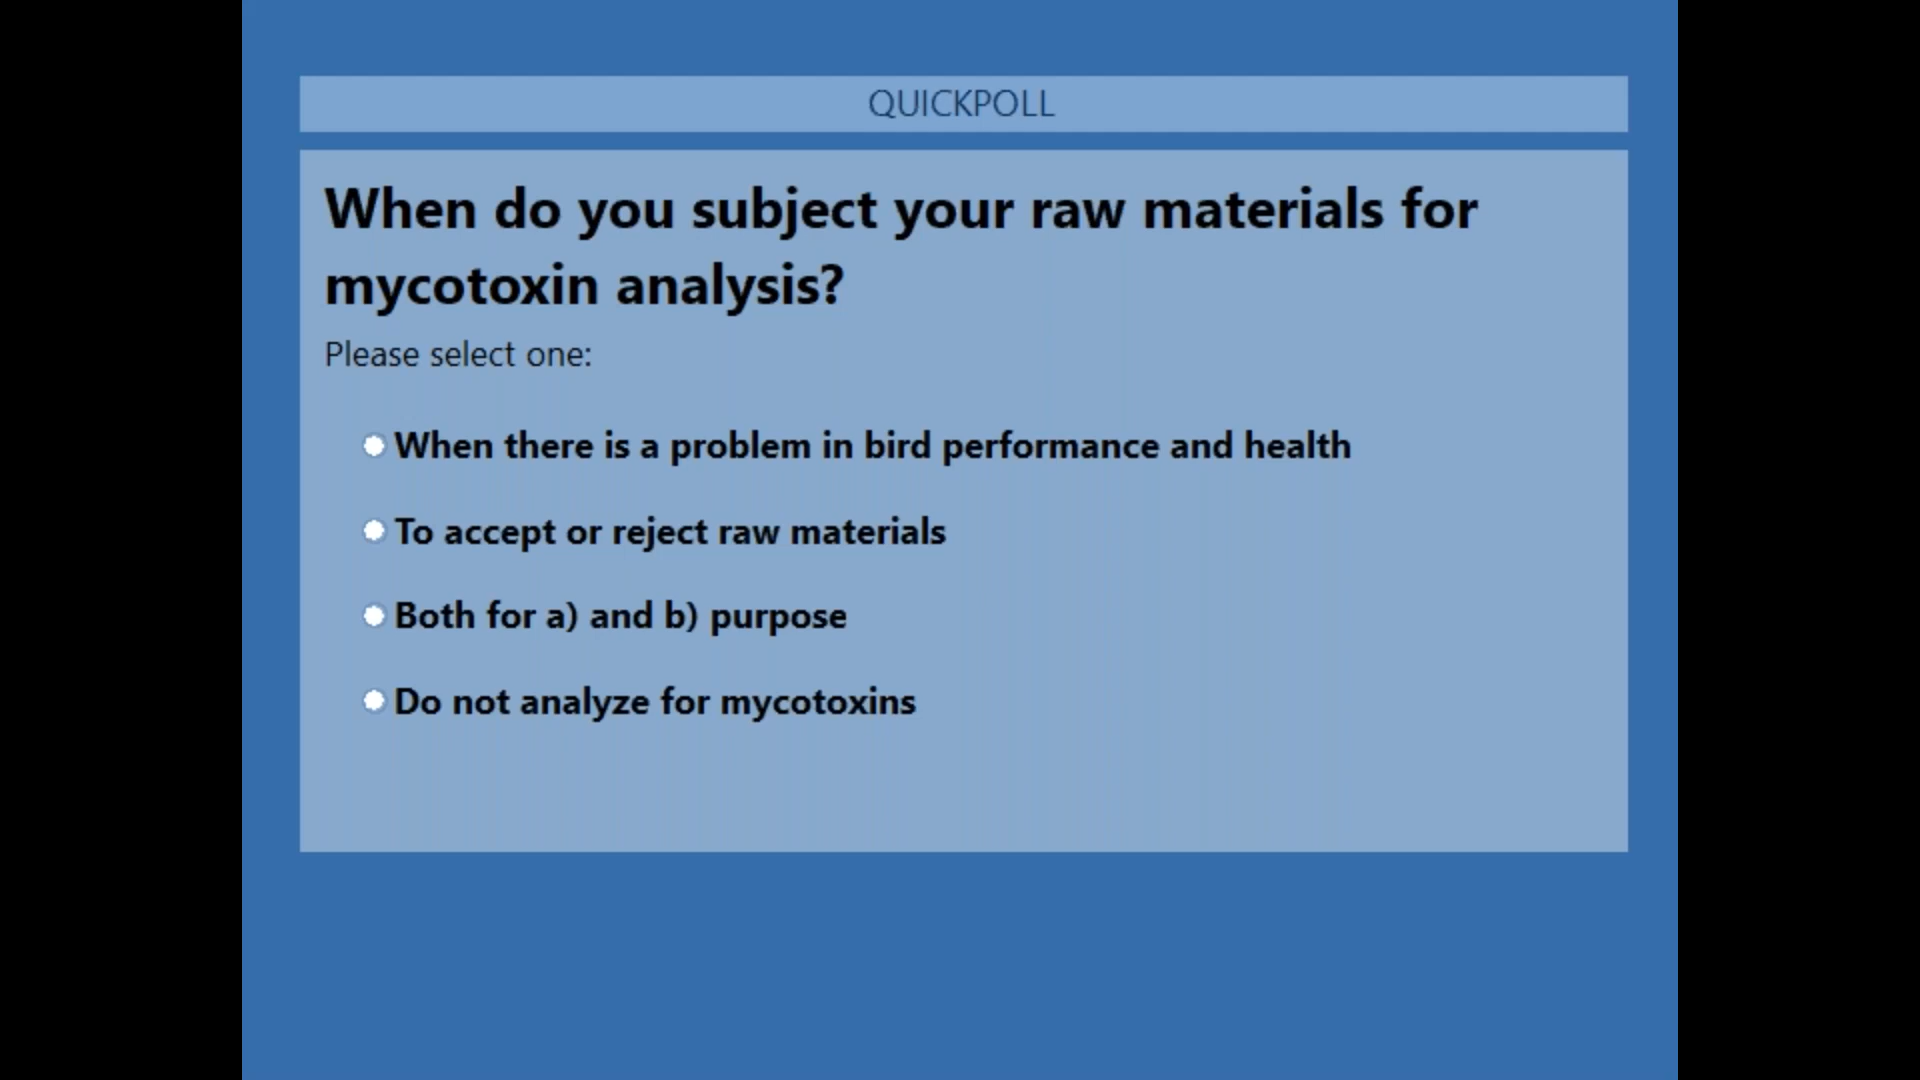 QUICKPOLL
When do you subject your raw materials for
mycotoxin analysis?
Please select one:
When there is a problem in bird performance and health
To accept or reject raw materials
Both for a) and b) purpose
Do not analyze for mycotoxins